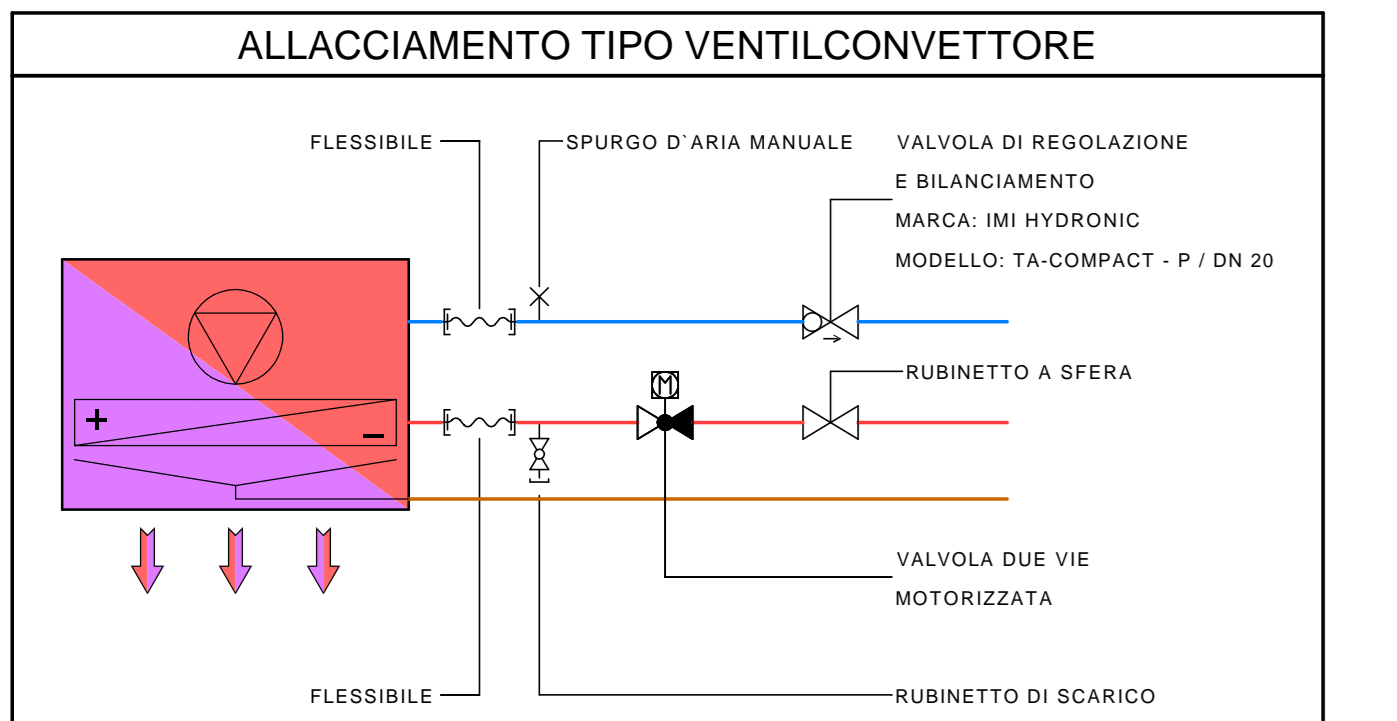 ALLACCIAMENTO TIPO VENTILCONVETTORE
FLESSIBILE
SPURGO D`ARIA MANUALE
VALVOLA DI REGOLAZIONE
E BILANCIAMENTO
MARCA: IMI HYDRONIC
MODELLO: TA-COMPACT - P / DN 20
RUBINETTO A SFERA
M
+
−
VALVOLA DUE VIE
MOTORIZZATA
FLESSIBILE
RUBINETTO DI SCARICO